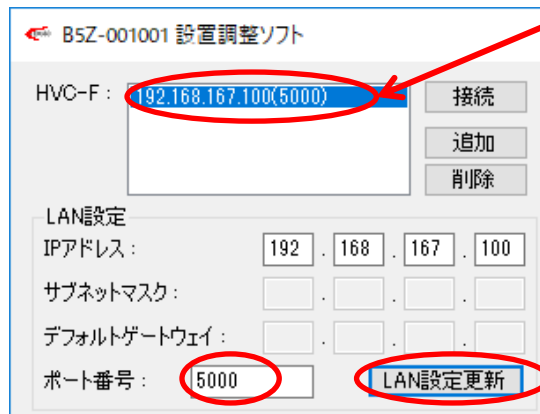 B5Z-001001 設置調整ソフト
HVC-F : 192.168.167.100(5000) 接続
追加
削除
LAN設定
IPアドレス : 192 . 168 . 167 . 100
サブネットマスク : . . .
デフォルトゲートウェイ : . . .
ポート番号 : 5000 LAN設定更新